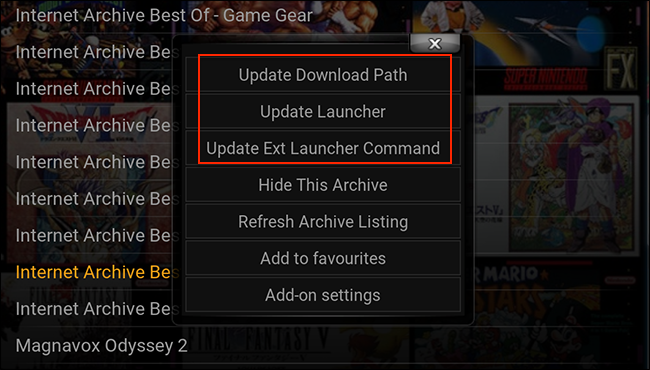 Internet Archive Best Of - Game Gear
Internet Archive Bes
Internet Archive Bes
Internet Archive Bes
Internet Archive Bes
Internet Archive Bes
Internet Archive Bes
Internet Archive Bes
Internet Archive Bes
Magnavox Odyssey 2
Update Download Path
Update Launcher
Update Ext Launcher Command
Hide This Archive
Refresh Archive Listing
Add to favourites
Add-on settings
SUPER NINTENDO
FX
MARIO
FINAL FANTASY V